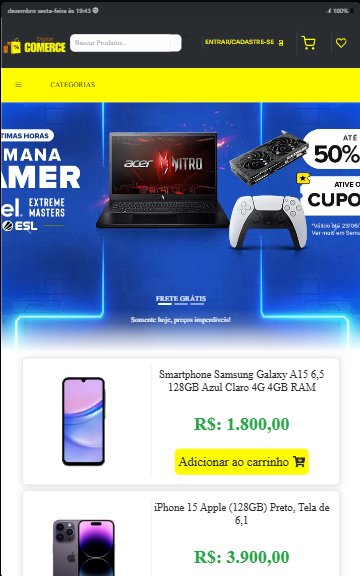 dezembro sexta-feira às 19:43
100%
Digital
COMERCE
Buscar Produtos...
ENTRAR/CADASTRE-SE
CATEGORIAS
TIMAS HORAS
MANA
AMER
el. EXTREME
MASTERS
ESL
acer NITRO
ATÉ
50%
ATIVE O
CUPO
*Válido até 23/06/
Ver mais em Sema
FRETE GRÁTIS
Somente hoje, preços imperdíveis!
Smartphone Samsung Galaxy A15 6,5
128GB Azul Claro 4G 4GB RAM
R$: 1.800,00
Adicionar ao carrinho
iPhone 15 Apple (128GB) Preto, Tela de
6,1
R$: 3.900,00